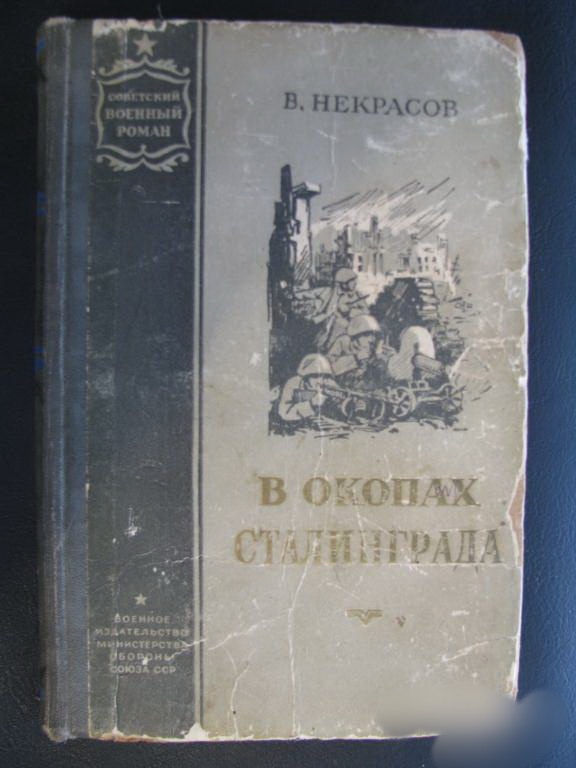 СОВЕТСКИЙ
ВОЕННЫЙ
РОМАН
В. НЕКРАСОВ
В ОКОПАХ
СТАЛИНГРАДА
ВОЕННОЕ
ИЗДАТЕЛЬСТВО
МИНИСТЕРСТВА
ОБОРОНЫ
СОЮЗА ССР